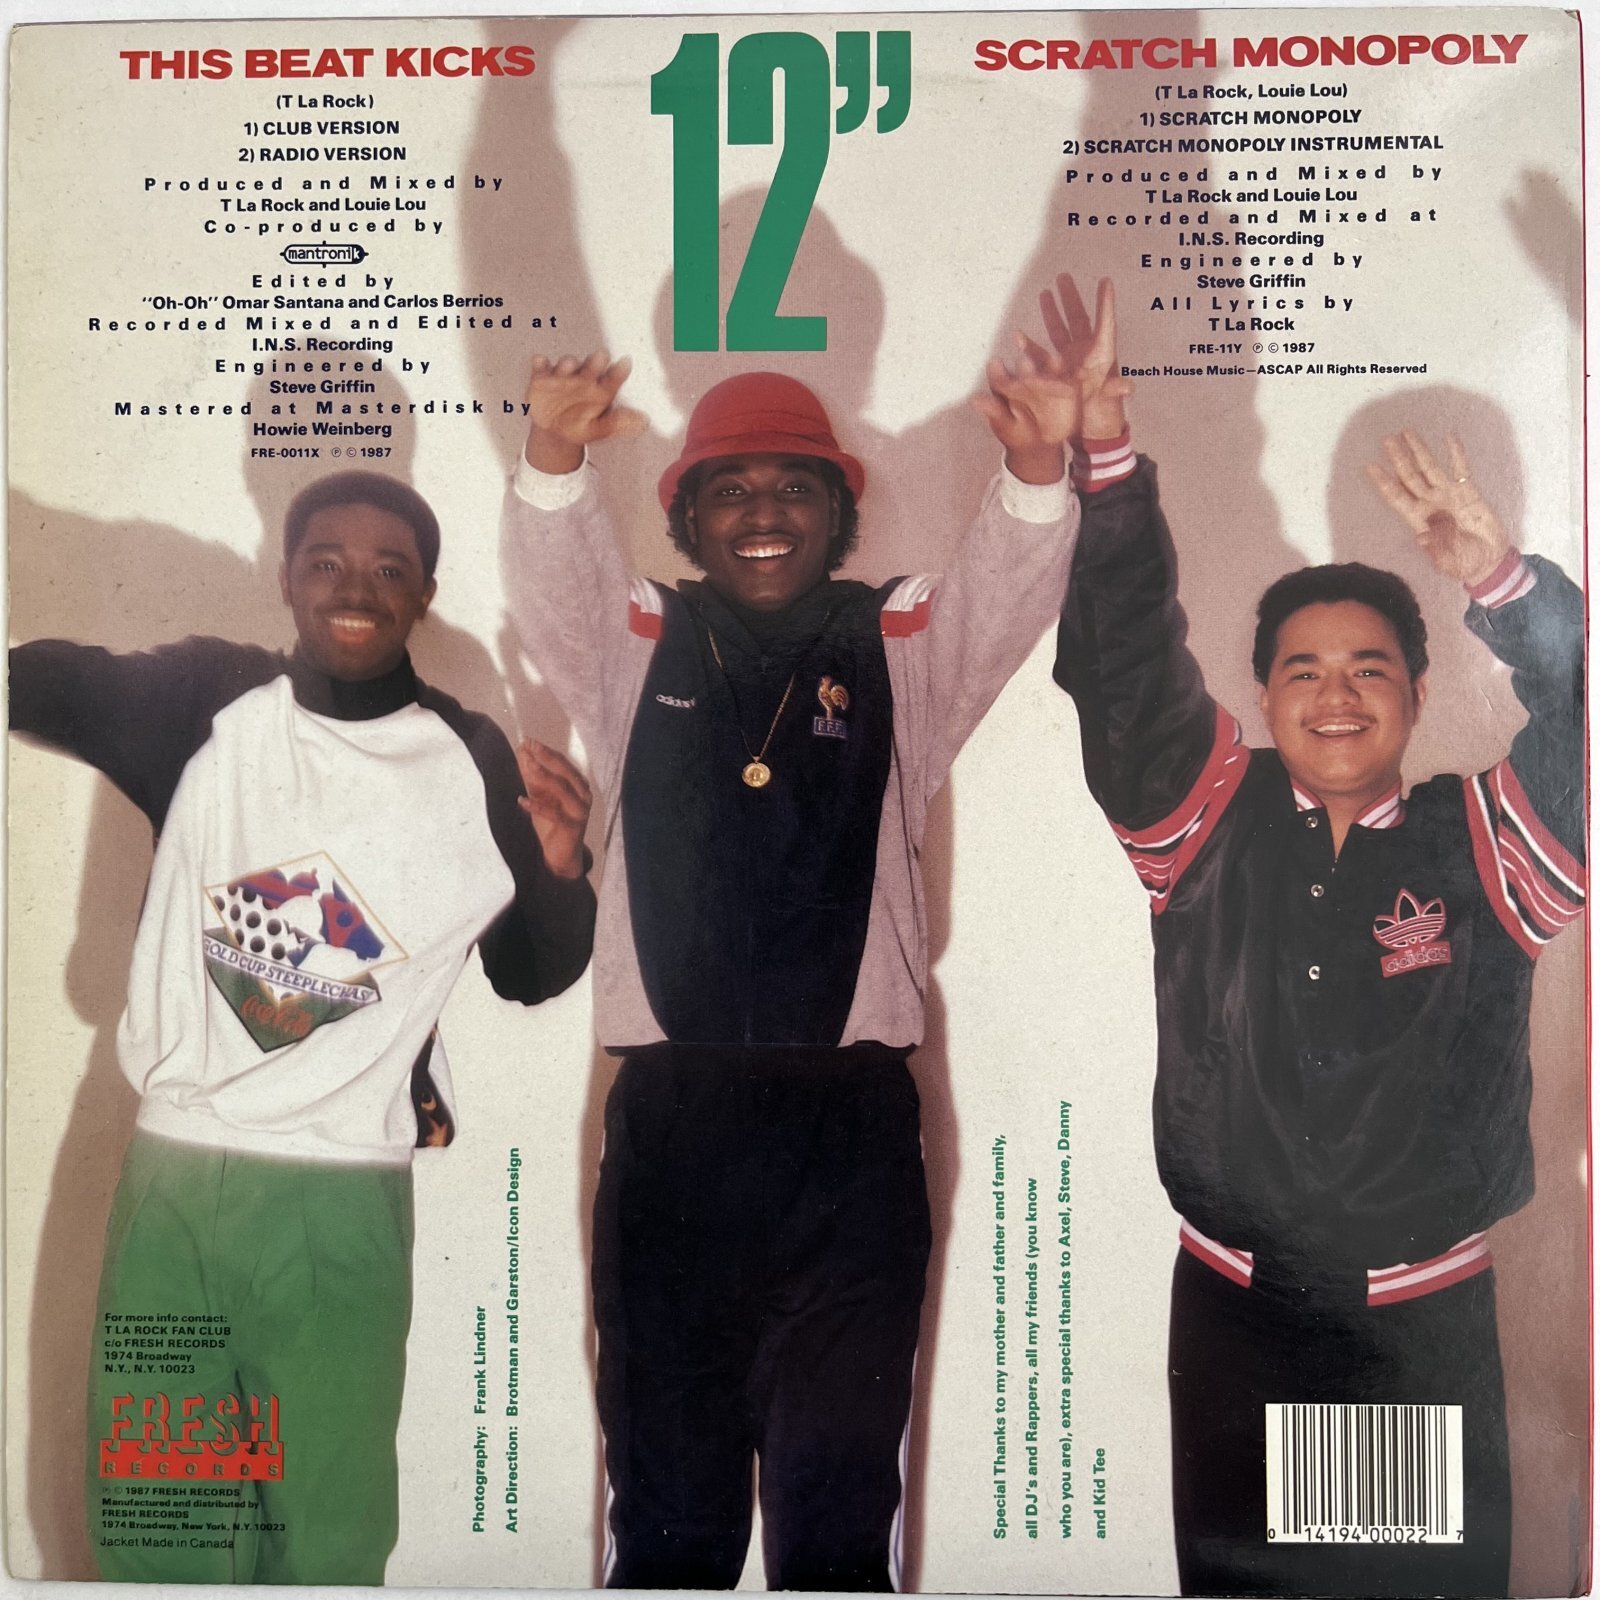 THIS BEAT KICKS
(T La Rock)
1) CLUB VERSION
2) RADIO VERSION
Produced and Mixed by
T La Rock and Louie Lou
Co-produced by
mantronik
Edited by
"Oh-Oh" Omar Santana and Carlos Berrios
Recorded Mixed and Edited at
I.N.S. Recording
Engineered by
Steve Griffin
Mastered at Masterdisk by
Howie Weinberg
FRE-0011X ℗ © 1987
12"
SCRATCH MONOPOLY
(T La Rock, Louie Lou)
1) SCRATCH MONOPOLY
2) SCRATCH MONOPOLY INSTRUMENTAL
Produced and Mixed by
T La Rock and Louie Lou
Recorded and Mixed at
I.N.S. Recording
Engineered by
Steve Griffin
All Lyrics by
T La Rock
FRE-11Y ℗ © 1987
Beach House Music—ASCAP All Rights Reserved
adidas
F.F.F.
GOLD CUP STEEPLECHASE
Coca-Cola
adidas
For more info contact:
T LA ROCK FAN CLUB
c/o FRESH RECORDS
1974 Broadway
N.Y., N.Y. 10023
FRESH
RECORDS
℗ © 1987 FRESH RECORDS
Manufactured and distributed by
FRESH RECORDS
1974 Broadway, New York, N.Y. 10023
Jacket Made in Canada
Photography: Frank Lindner
Art Direction: Brotman and Garston/Icon Design
Special Thanks to my mother and father and family,
all DJ's and Rappers, all my friends (you know
who you are), extra special thanks to Axel, Steve, Danny
and Kid Tee
0 14194 00022 7